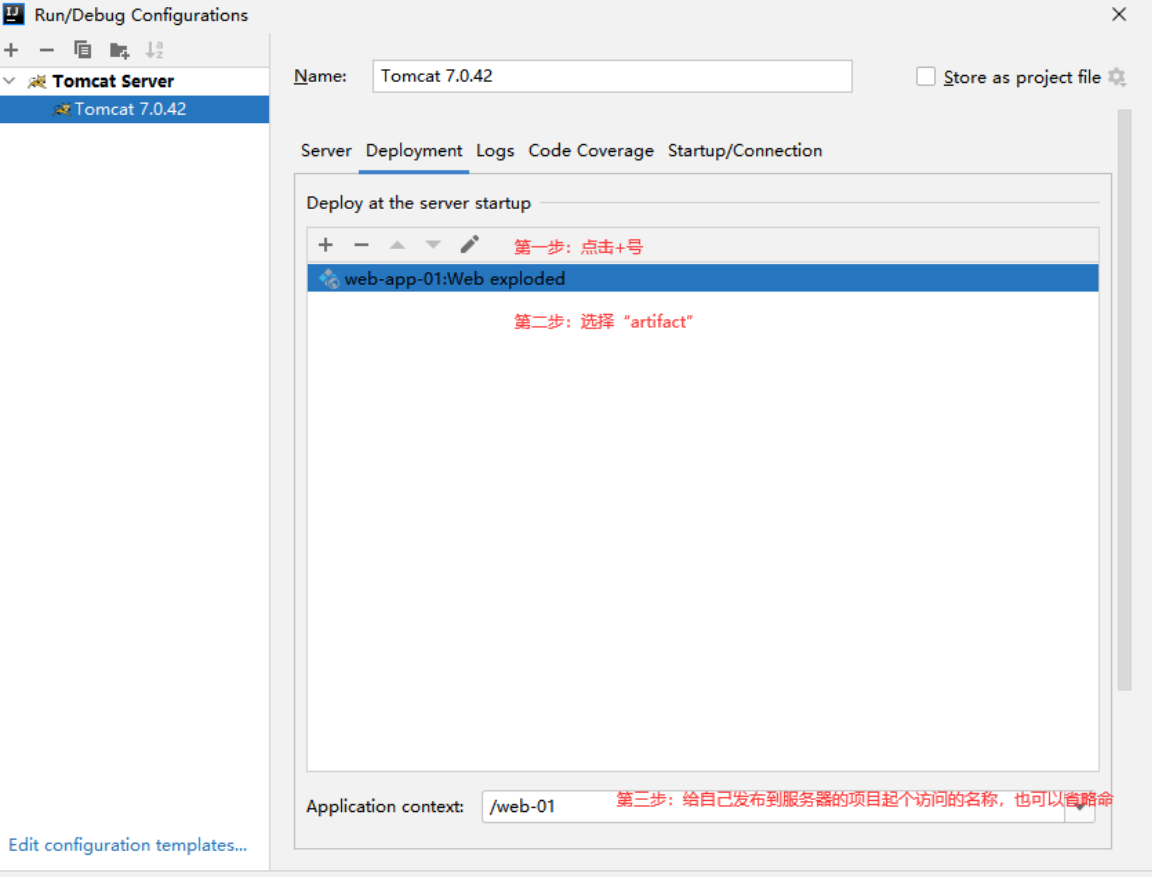 Run/Debug Configurations
Tomcat Server
Tomcat 7.0.42
Edit configuration templates...
Name: Tomcat 7.0.42 Store as project file
Server Deployment Logs Code Coverage Startup/Connection
Deploy at the server startup
第一步：点击+号
web-app-01:Web exploded
第二步：选择“artifact”
Application context: /web-01
第三步：给自己发布到服务器的项目起个访问的名称，也可以省略命